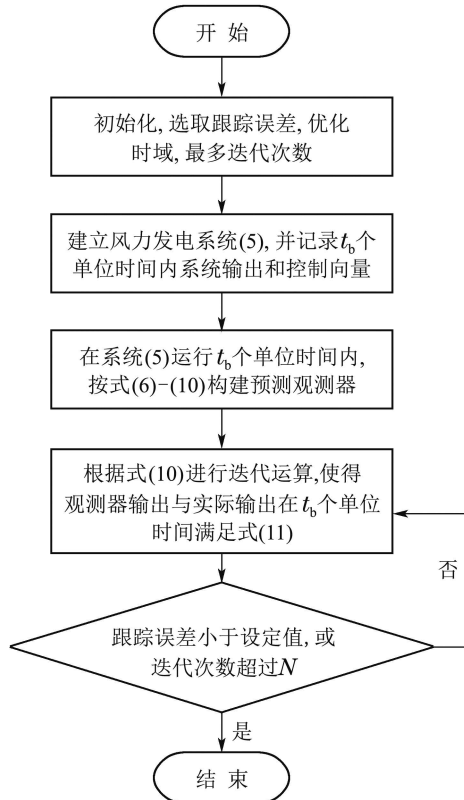 开 始
初始化, 选取跟踪误差, 优化
时域, 最多迭代次数
建立风力发电系统(5), 并记录t_b个
单位时间内系统输出和控制向量
在系统(5)运行t_b个单位时间内,
按式(6)-(10)构建预测观测器
根据式(10)进行迭代运算,使得
观测器输出与实际输出在t_b个单位
时间满足式(11)
否
跟踪误差小于设定值, 或
迭代次数超过N
是
结 束